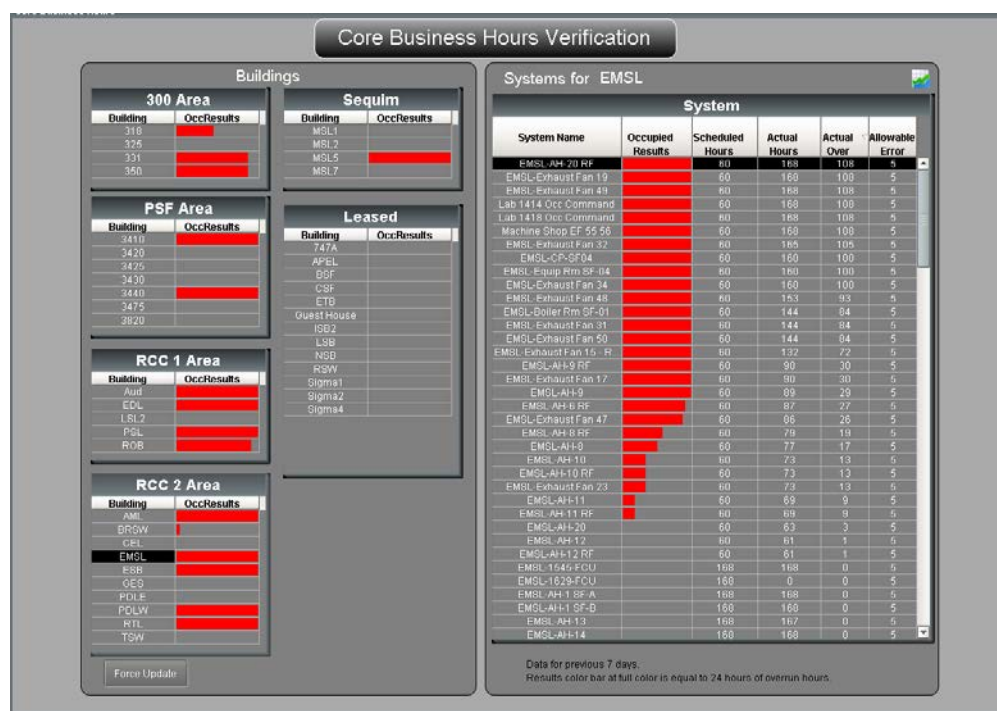 Core Business Hours Verification
Buildings
300 Area
Building OccResults
318
325
331
350
PSF Area
Building OccResults
3410
3420
3425
3430
3440
3475
3820
RCC 1 Area
Building OccResults
Aud
EDL
LSL2
PSL
ROB
RCC 2 Area
Building OccResults
AML
BRSW
CEL
EMSL
ESB
GES
PDLE
PDLW
RTL
TSW
Force Update
Sequim
Building OccResults
MSL1
MSL2
MSL5
MSL7
Leased
Building OccResults
747A
APEL
BSF
CSF
ETB
Guest House
ISB2
LSB
NSB
RSW
Sigma1
Sigma2
Sigma4
Systems for EMSL
System
System Name Occupied Results Scheduled Hours Actual Hours Actual Over Allowable Error
EMSL-AH-20 RF 60 168 108 5
EMSL-Exhaust Fan 19 60 168 108 5
EMSL-Exhaust Fan 49 60 168 108 5
Lab 1414 Occ Command 60 168 108 5
Lab 1418 Occ Command 60 168 108 5
Machine Shop EF 55 56 60 168 108 5
EMSL-Exhaust Fan 32 60 165 105 5
EMSL-CP-SF04 60 160 100 5
EMSL-Equip Rm SF-04 60 160 100 5
EMSL-Exhaust Fan 34 60 160 100 5
EMSL-Exhaust Fan 48 60 153 93 5
EMSL-Boiler Rm SF-01 60 144 84 5
EMSL-Exhaust Fan 31 60 144 84 5
EMSL-Exhaust Fan 50 60 144 84 5
EMSL-Exhaust Fan 15 - R 60 132 72 5
EMSL-AH-9 RF 60 90 30 5
EMSL-Exhaust Fan 17 60 90 30 5
EMSL-AH-9 60 89 29 5
EMSL-AH-6 RF 60 87 27 5
EMSL-Exhaust Fan 47 60 86 26 5
EMSL-AH-8 RF 60 79 19 5
EMSL-AH-8 60 77 17 5
EMSL-AH-10 60 73 13 5
EMSL-AH-10 RF 60 73 13 5
EMSL-Exhaust Fan 23 60 73 13 5
EMSL-AH-11 60 69 9 5
EMSL-AH-11 RF 60 69 9 5
EMSL-AH-20 60 63 3 5
EMSL-AH-12 60 61 1 5
EMSL-AH-12 RF 60 61 1 5
EMSL-1545-FCU 168 168 0 5
EMSL-1629-FCU 168 0 0 5
EMSL-AH-1 SF-A 168 168 0 5
EMSL-AH-1 SF-B 168 168 0 5
EMSL-AH-13 168 167 0 5
EMSL-AH-14 168 168 0 5
Data for previous 7 days.
Results color bar at full color is equal to 24 hours of overrun hours.